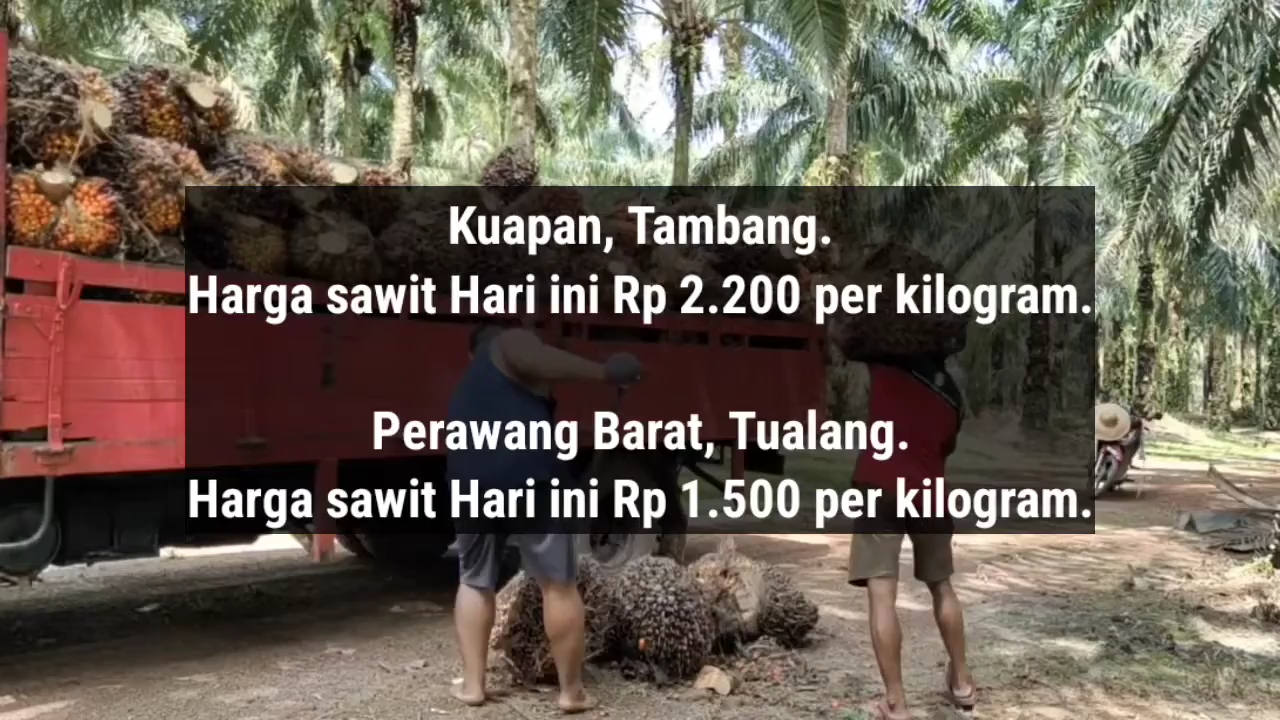 Kuapan, Tambang.
Harga sawit Hari ini Rp 2.200 per kilogram.
Perawang Barat, Tualang.
Harga sawit Hari ini Rp 1.500 per kilogram.